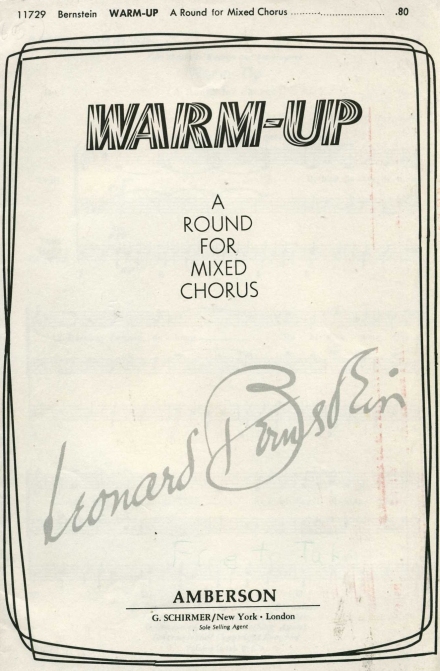 11729 Bernstein WARM-UP A Round for Mixed Chorus ........................................ .80
WARM-UP
A
ROUND
FOR
MIXED
CHORUS
Leonard Bernstein
AMBERSON
G. SCHIRMER/New York • London
Sole Selling Agent